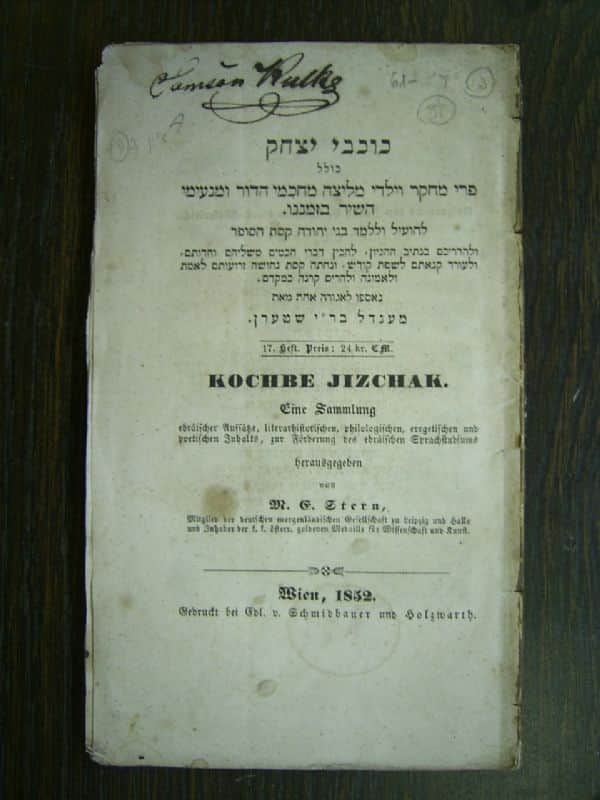 Samson Kulke
כוכבי יצחק
כולל
פרי מחקר וילדי מליצה מחכמי הדור ומנעימי
השיר בזמננו.
להועיל וללמד בני יהודה קסת הסופר
ולהדריכם בנתיב ההגיון, להבין דברי חכמים משליהם וחדותם,
ולעורר קנאתם לשפת קודש, ונחתה קסת נחושה זרועותם לאמת
ולאמונה ולהרים קרנה כמקדם.
נאספו לאגודה אחת מאת
מענדל בר״י שטערן.
17. Heft. Preis: 24 kr. CM.
KOCHBE JIZCHAK.
Eine Sammlung
ebräischer Aufsätze, literarhistorischen, philologischen, exegetischen und
poetischen Inhalts, zur Förderung des ebräischen Sprachstudiums
herausgegeben
von
M. E. Stern,
Mitglied der deutschen morgenländischen Gesellschaft zu Leipzig und Halle
und Inhaber der k. k. österr. goldenen Medaille für Wissenschaft und Kunst.
Wien, 1852.
Gedruckt bei Edl. v. Schmidbauer und Holzwarth.